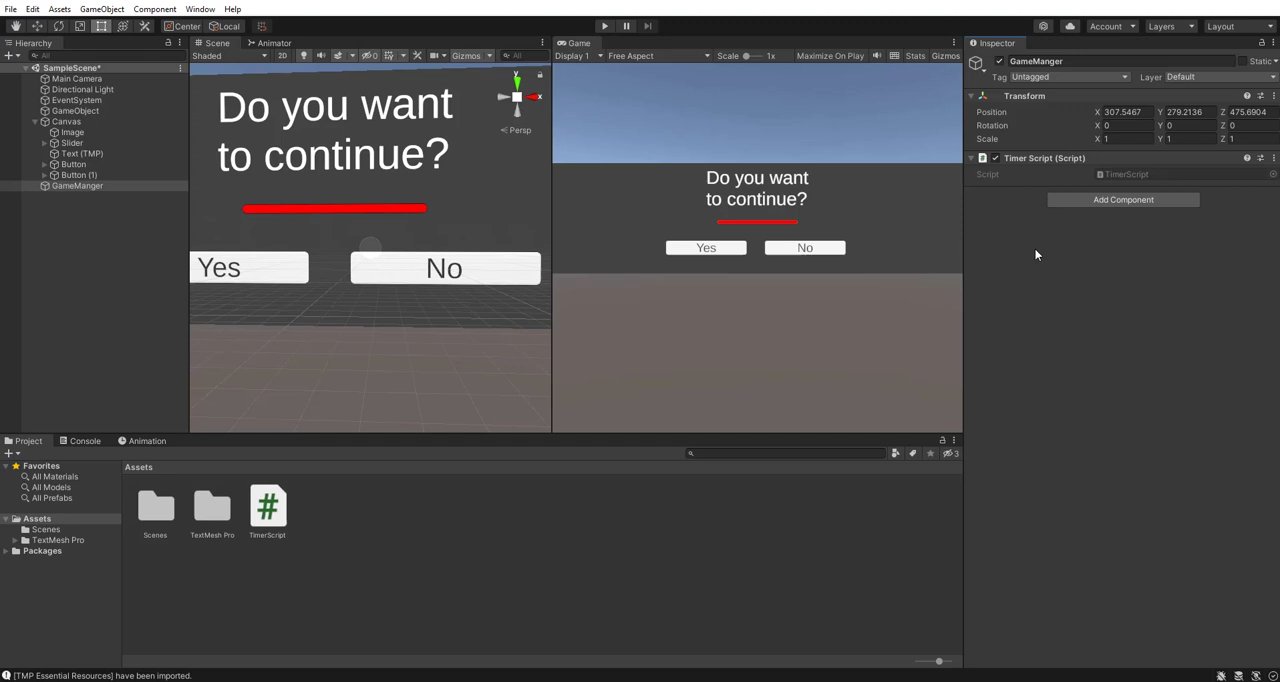 File Edit Assets GameObject Component Window Help
Center Local Account Layers Layout
Hierarchy
All
SampleScene*
Main Camera
Directional Light
EventSystem
GameObject
Canvas
Image
Slider
Text (TMP)
Button
Button (1)
GameManger
Scene Animator
Shaded 2D 0 Gizmos All
y
x
Persp
Do you want
to continue?
Yes No
Game
Display 1 Free Aspect Scale 1x Maximize On Play Stats Gizmos
Do you want
to continue?
Yes No
Inspector
GameManger Static
Tag Untagged Layer Default
Transform
Position X 307.5467 Y 279.2136 Z 475.6904
Rotation X 0 Y 0 Z 0
Scale X 1 Y 1 Z 1
# Timer Script (Script)
Script TimerScript
Add Component
Project Console Animation
3
Favorites
All Materials
All Models
All Prefabs
Assets
Scenes
TextMesh Pro
Packages
Assets
#
Scenes TextMesh Pro TimerScript
[TMP Essential Resources] have been imported.